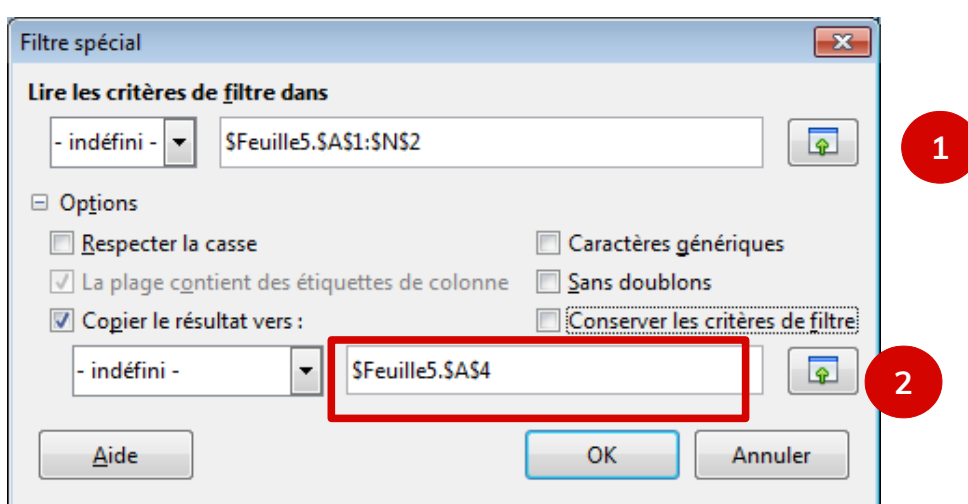 Filtre spécial
Lire les critères de filtre dans
- indéfini - $Feuille5.$A$1:$N$2
1
Options
Respecter la casse Caractères génériques
La plage contient des étiquettes de colonne Sans doublons
Copier le résultat vers : Conserver les critères de filtre
- indéfini - $Feuille5.$A$4
2
Aide OK Annuler